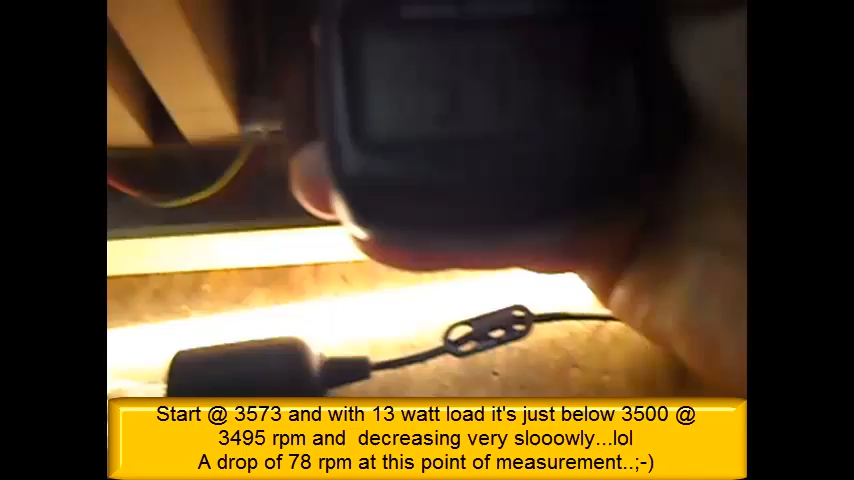 Start @ 3573 and with 13 watt load it's just below 3500 @
3495 rpm and  decreasing very slooowly...lol
A drop of 78 rpm at this point of measurement..;-)